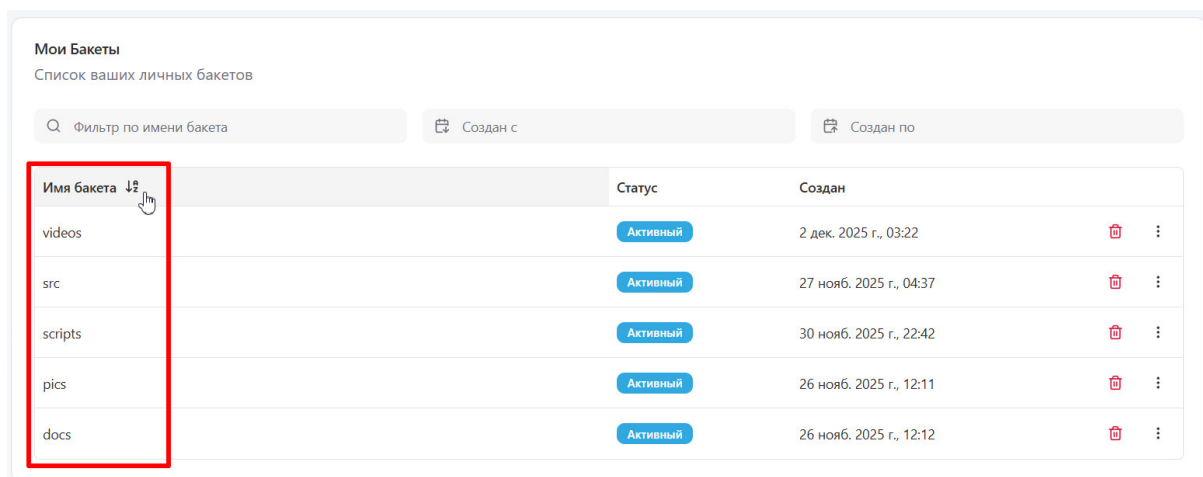 Мои Бакеты
Список ваших личных бакетов
Фильтр по имени бакета Создан с Создан по
Имя бакета Статус Создан
videos Активный 2 дек. 2025 г., 03:22
src Активный 27 нояб. 2025 г., 04:37
scripts Активный 30 нояб. 2025 г., 22:42
pics Активный 26 нояб. 2025 г., 12:11
docs Активный 26 нояб. 2025 г., 12:12